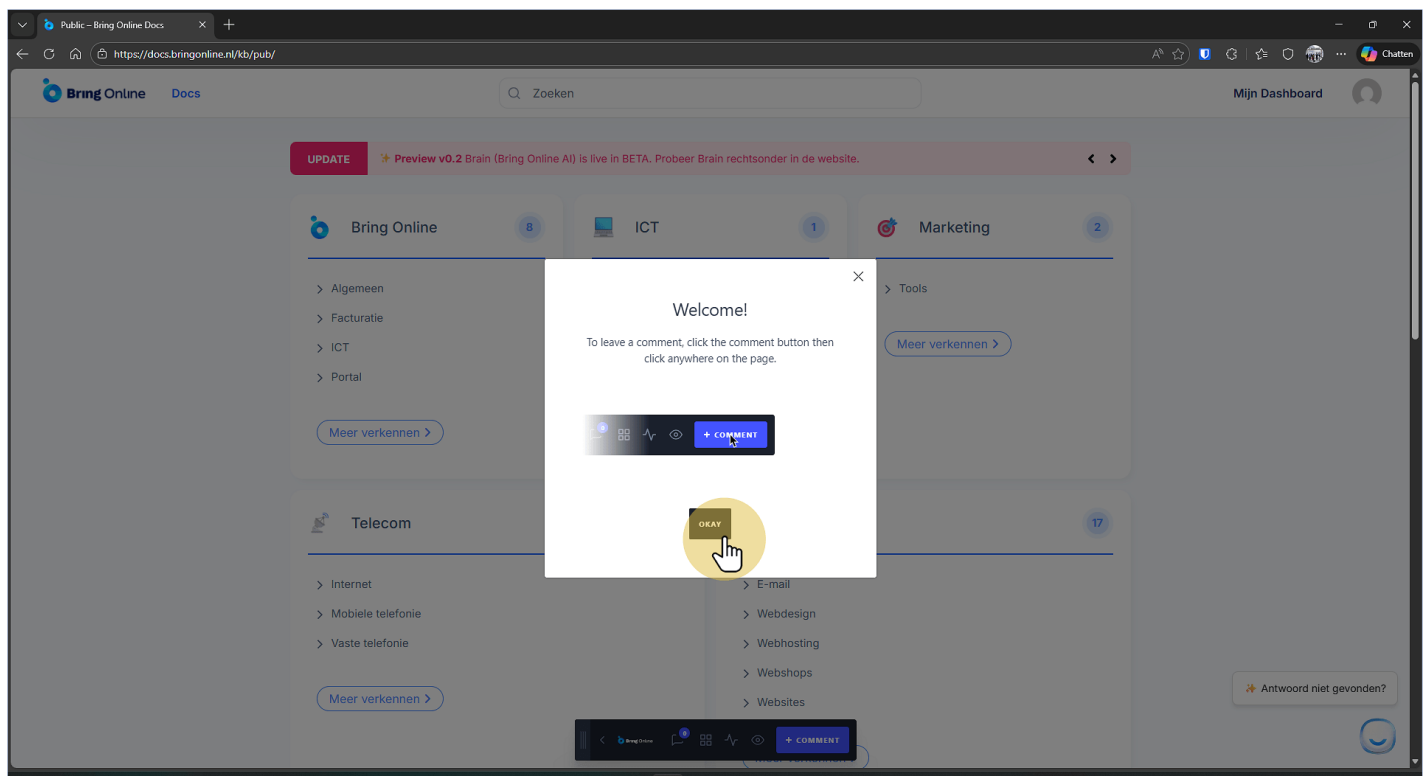 Public – Bring Online Docs
https://docs.bringonline.nl/kb/pub/
Chatten
Bring Online Docs
Zoeken
Mijn Dashboard
UPDATE
Preview v0.2 Brain (Bring Online AI) is live in BETA. Probeer Brain rechtsonder in de website.
Bring Online 8
ICT 1
Marketing 2
Algemeen
Facturatie
ICT
Portal
Meer verkennen
Tools
Meer verkennen
Welcome!
To leave a comment, click the comment button then
click anywhere on the page.
+ COMMENT
OKAY
Telecom
17
Internet
Mobiele telefonie
Vaste telefonie
Meer verkennen
E-mail
Webdesign
Webhosting
Webshops
Websites
Antwoord niet gevonden?
Bring Online 0 + COMMENT